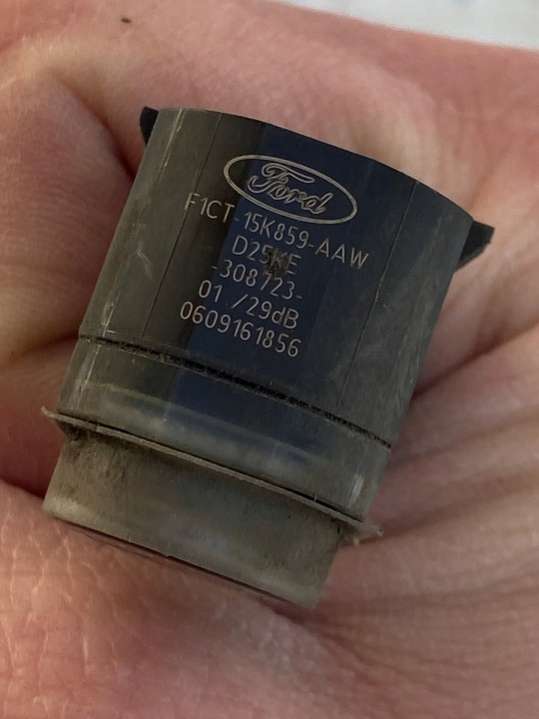 Ford
F1CT-15K859-AAW
D25KE
-308723-
01 /29dB
0609161856